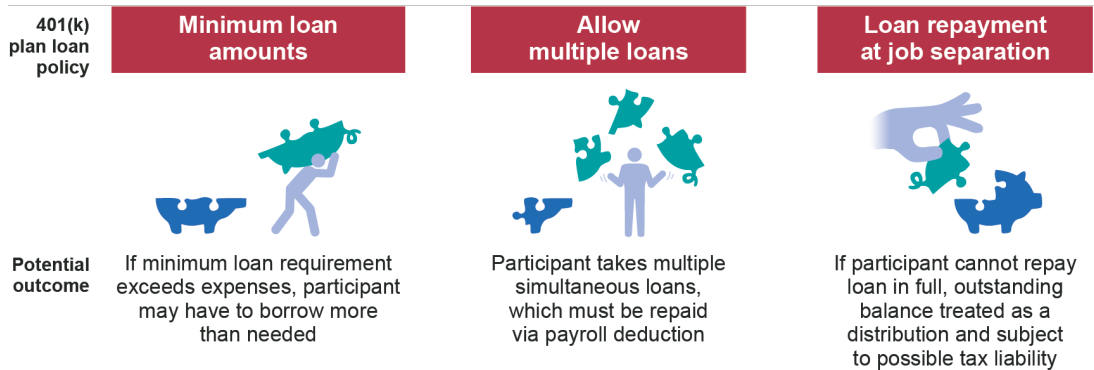 401(k)
plan loan
policy
Minimum loan
amounts
Allow
multiple loans
Loan repayment
at job separation
Potential
outcome
If minimum loan requirement
exceeds expenses, participant
may have to borrow more
than needed
Participant takes multiple
simultaneous loans,
which must be repaid
via payroll deduction
If participant cannot repay
loan in full, outstanding
balance treated as a
distribution and subject
to possible tax liability